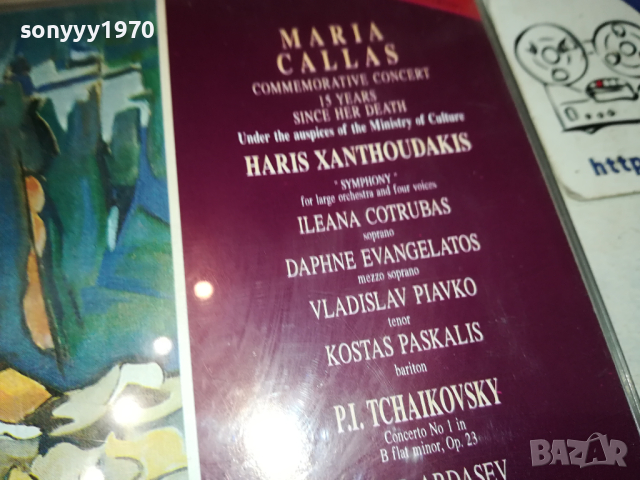 sonyyy1970
MARIA
CALLAS
COMMEMORATIVE CONCERT
15 YEARS
SINCE HER DEATH
Under the auspices of the Ministry of Culture
HARIS XANTHOUDAKIS
"SYMPHONY"
for large orchestra and four voices
ILEANA COTRUBAS
soprano
DAPHNE EVANGELATOS
mezzo soprano
VLADISLAV PIAVKO
tenor
KOSTAS PASKALIS
bariton
P.I. TCHAIKOVSKY
Concerto No 1 in
B flat minor, Op. 23
ARDASEV
http
BAZAR